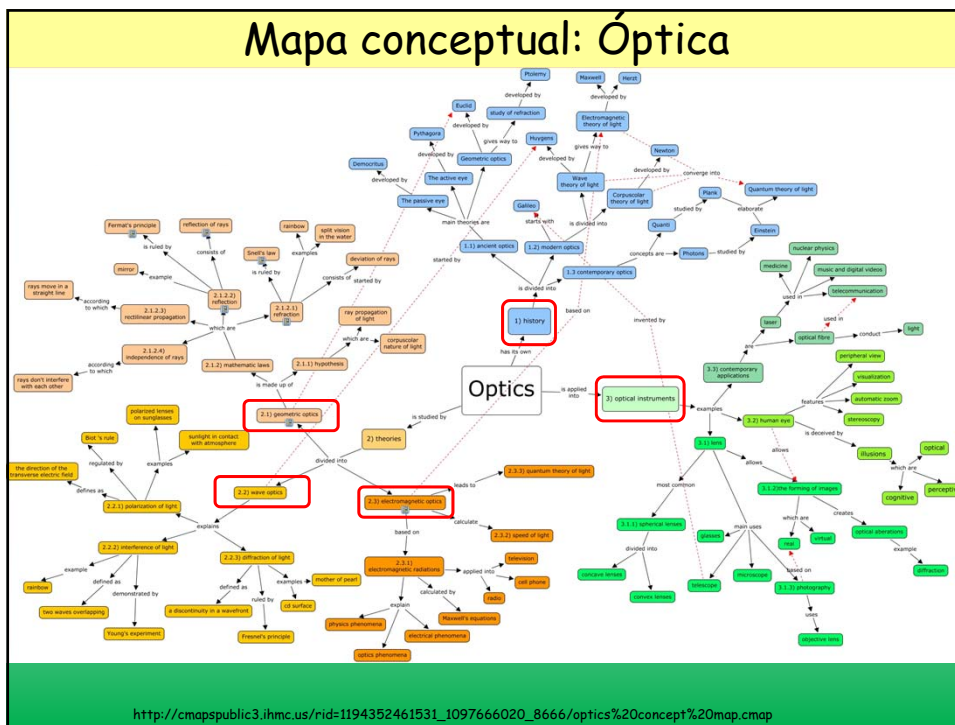 Mapa conceptual: Óptica
Ptolemy
developed by
study of refraction
Euclid
developed by
gives way to
Pythagora
developed by
Geometric optics
Democritus
developed by
The active eye
The passive eye
main theories are
1.1) ancient optics
Maxwell
Herzt
developed by
Electromagnetic
theory of light
Huygens
developed by
gives way to
Wave
theory of light
Newton
developed by
converge into
Corpuscolar
theory of light
Quantum theory of light
Galileo
starts with
is divided into
1.2) modern optics
Plank
studied by
elaborate
Quanti
Einstein
concepts are
Photons
studied by
1.3 contemporary optics
is divided into
based on
invented by
started by
started by
1) history
has its own
Optics
is applied
into
is studied by
3) optical instruments
examples
2) theories
divided into
Fermat's principle
reflection of rays
is ruled by
consists of
mirror
example
2.1.2.2)
reflection
rainbow
split vision
in the water
Snell's law
examples
is ruled by
consists of
deviation of rays
2.1.2.1)
refraction
rays move in a
straight line
according
to which
2.1.2.3)
rectilinear propagation
which are
2.1.2.4)
independence of rays
according
to which
rays don't interfere
with each other
2.1.2) mathematic laws
2.1.1) hypothesis
ray propagation
of light
which are
corpuscolar
nature of light
is made up of
2.1) geometric optics
polarized lenses
on sunglasses
Biot 's rule
sunlight in contact
with atmosphere
regulated by
examples
the direction of the
transverse electric field
defines as
2.2.1) polarization of light
2.2) wave optics
explains
2.2.2) interference of light
2.2.3) diffraction of light
example
defined as
demonstrated by
rainbow
two waves overlapping
Young's experiment
defined as
ruled by
examples
mother of pearl
cd surface
a discontinuity in a wavefront
Fresnel's principle
2.3) electromagnetic optics
leads to
2.3.3) quantum theory of light
calculate
2.3.2) speed of light
based on
2.3.1)
electromagnetic radiations
applied into
television
cell phone
radio
explain
calculated by
Maxwell's equations
physics phenomena
electrical phenomena
optics phenomena
nuclear physics
medicine
music and digital videos
telecommunication
used in
used in
laser
optical fibre
conduct
light
are
3.3) contemporary
applications
peripheral view
visualization
automatic zoom
stereoscopy
features
3.2) human eye
is deceived by
illusions
which are
optical
perceptive
cognitive
3.1) lens
allows
allows
3.1.2)the forming of images
most common
3.1.1) spherical lenses
divided into
concave lenses
convex lenses
main uses
glasses
telescope
microscope
which are
real
virtual
creates
optical aberations
example
diffraction
based on
3.1.3) photography
uses
objective lens
http://cmapspublic3.ihmc.us/rid=1194352461531_1097666020_8666/optics%20concept%20map.cmap